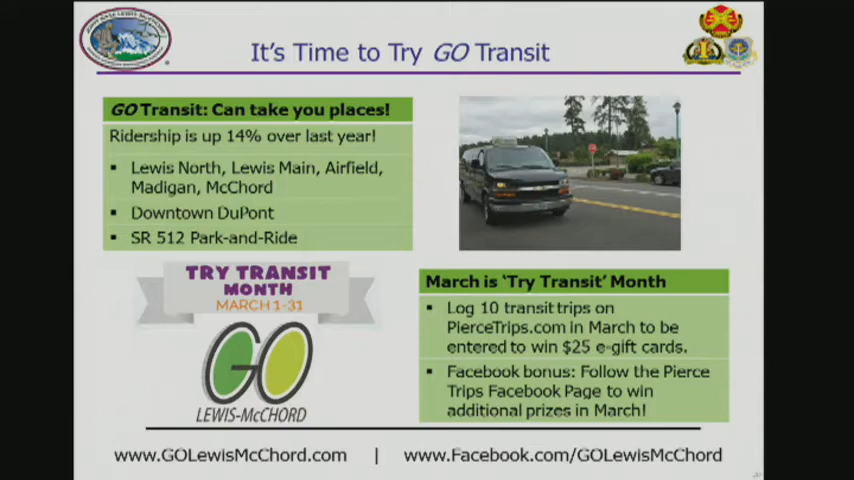 It's Time to Try GO Transit
GO Transit: Can take you places!
Ridership is up 14% over last year!
Lewis North, Lewis Main, Airfield,
Madigan, McChord
Downtown DuPont
SR 512 Park-and-Ride
TRY TRANSIT
MONTH
MARCH 1-31
GO
LEWIS-McCHORD
March is 'Try Transit' Month
Log 10 transit trips on
PierceTrips.com in March to be
entered to win $25 e-gift cards.
Facebook bonus: Follow the Pierce
Trips Facebook Page to win
additional prizes in March!
www.GOLewisMcChord.com | www.Facebook.com/GOLewisMcChord